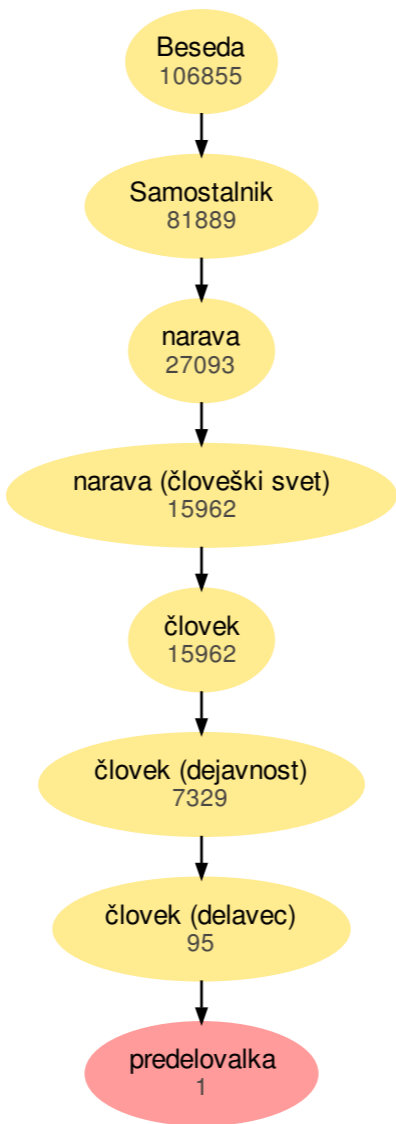 Beseda
106855
Samostalnik
81889
narava
27093
narava (človeški svet)
15962
človek
15962
človek (dejavnost)
7329
človek (delavec)
95
predelovalka
1